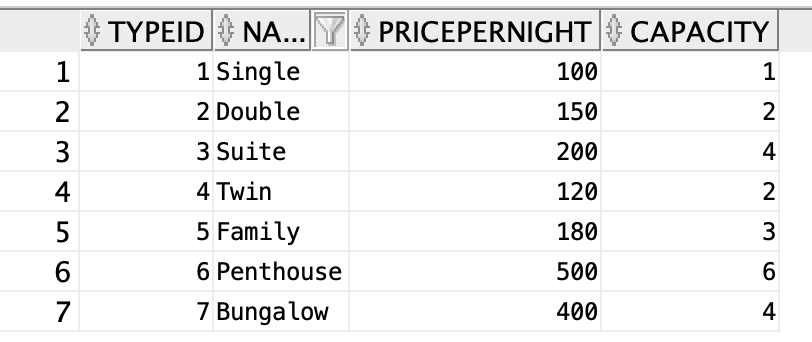 TYPEID NA... PRICEPERNIGHT CAPACITY
1 1 Single 100 1
2 2 Double 150 2
3 3 Suite 200 4
4 4 Twin 120 2
5 5 Family 180 3
6 6 Penthouse 500 6
7 7 Bungalow 400 4